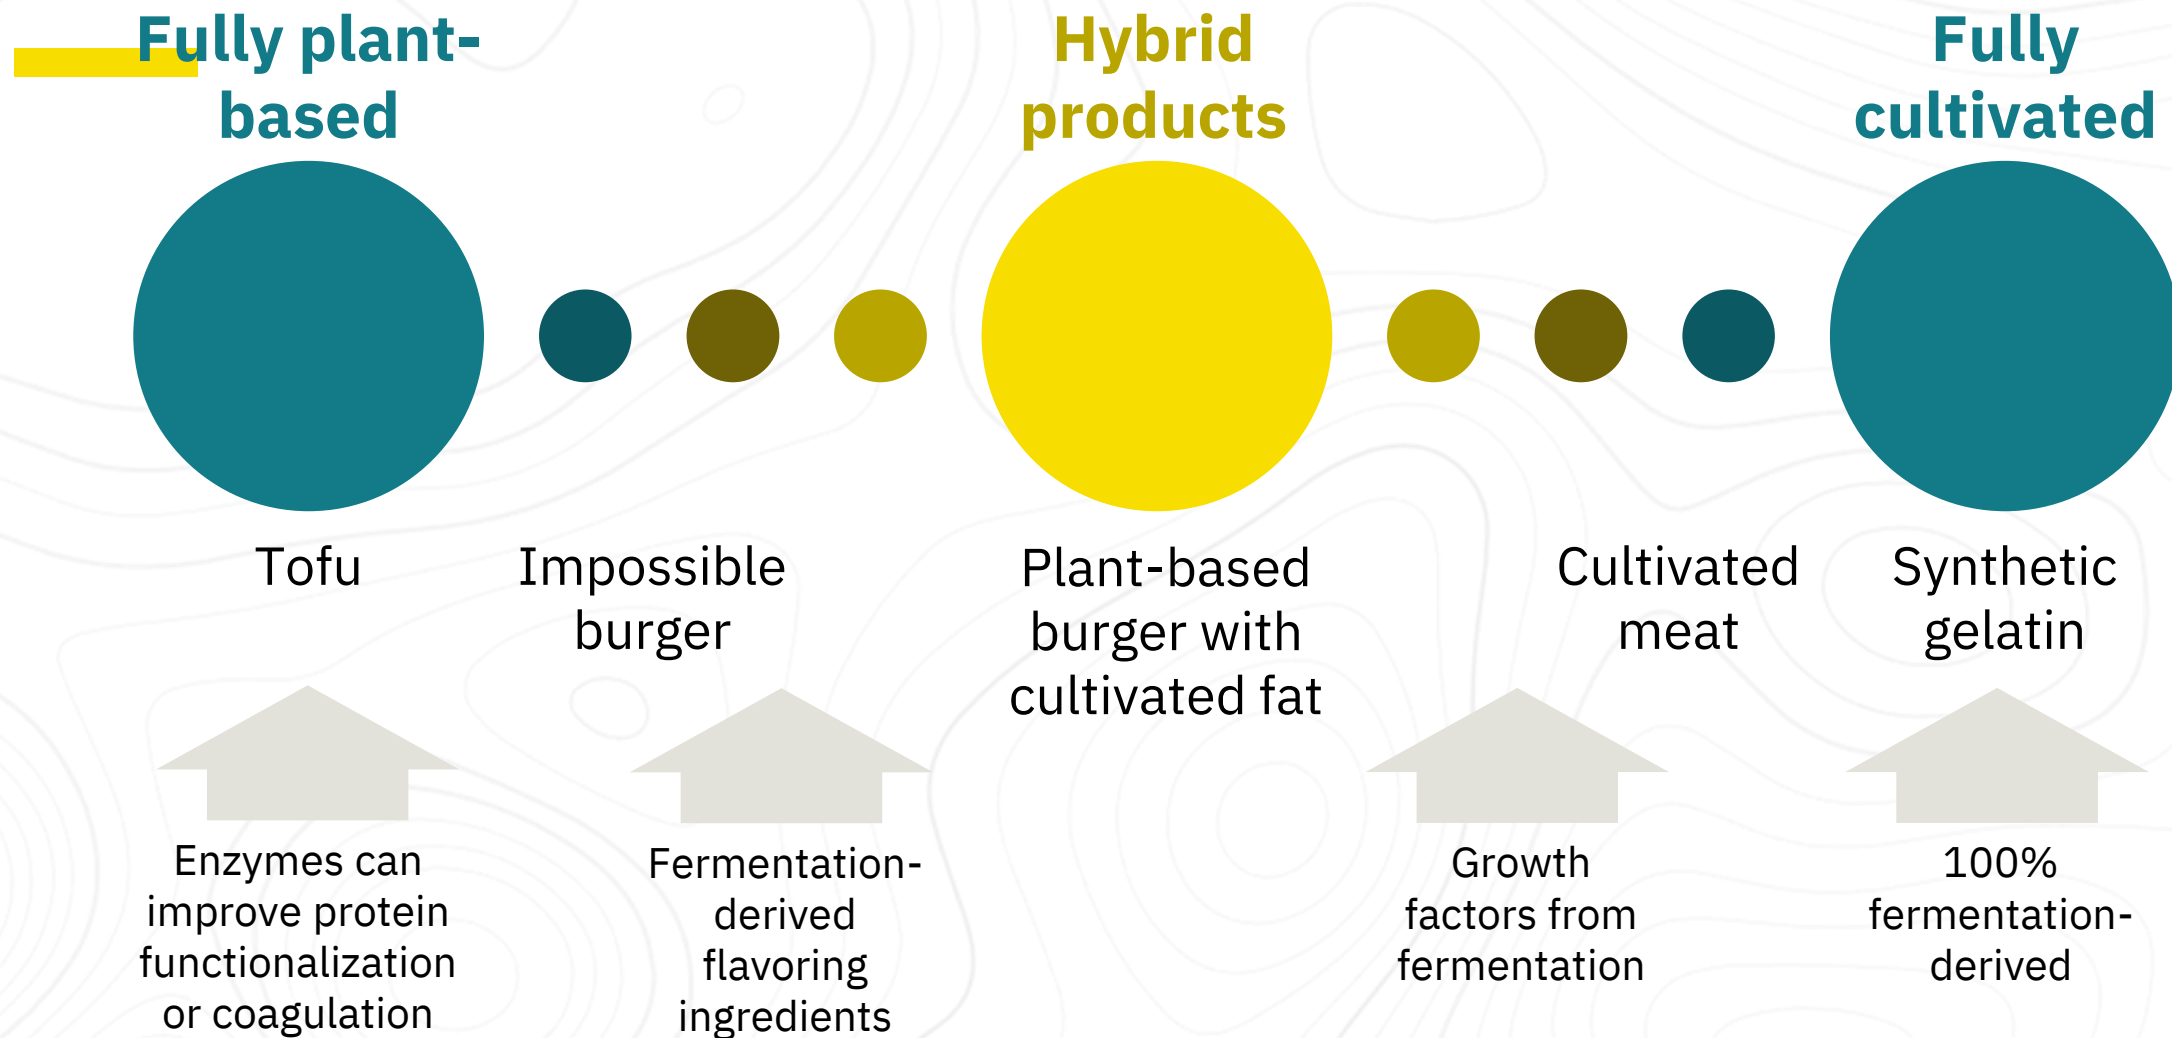 Fully plant-
based
Hybrid
products
Fully
cultivated
Tofu
Impossible
burger
Plant-based
burger with
cultivated fat
Cultivated
meat
Synthetic
gelatin
Enzymes can
improve protein
functionalization
or coagulation
Fermentation-
derived
flavoring
ingredients
Growth
factors from
fermentation
100%
fermentation-
derived